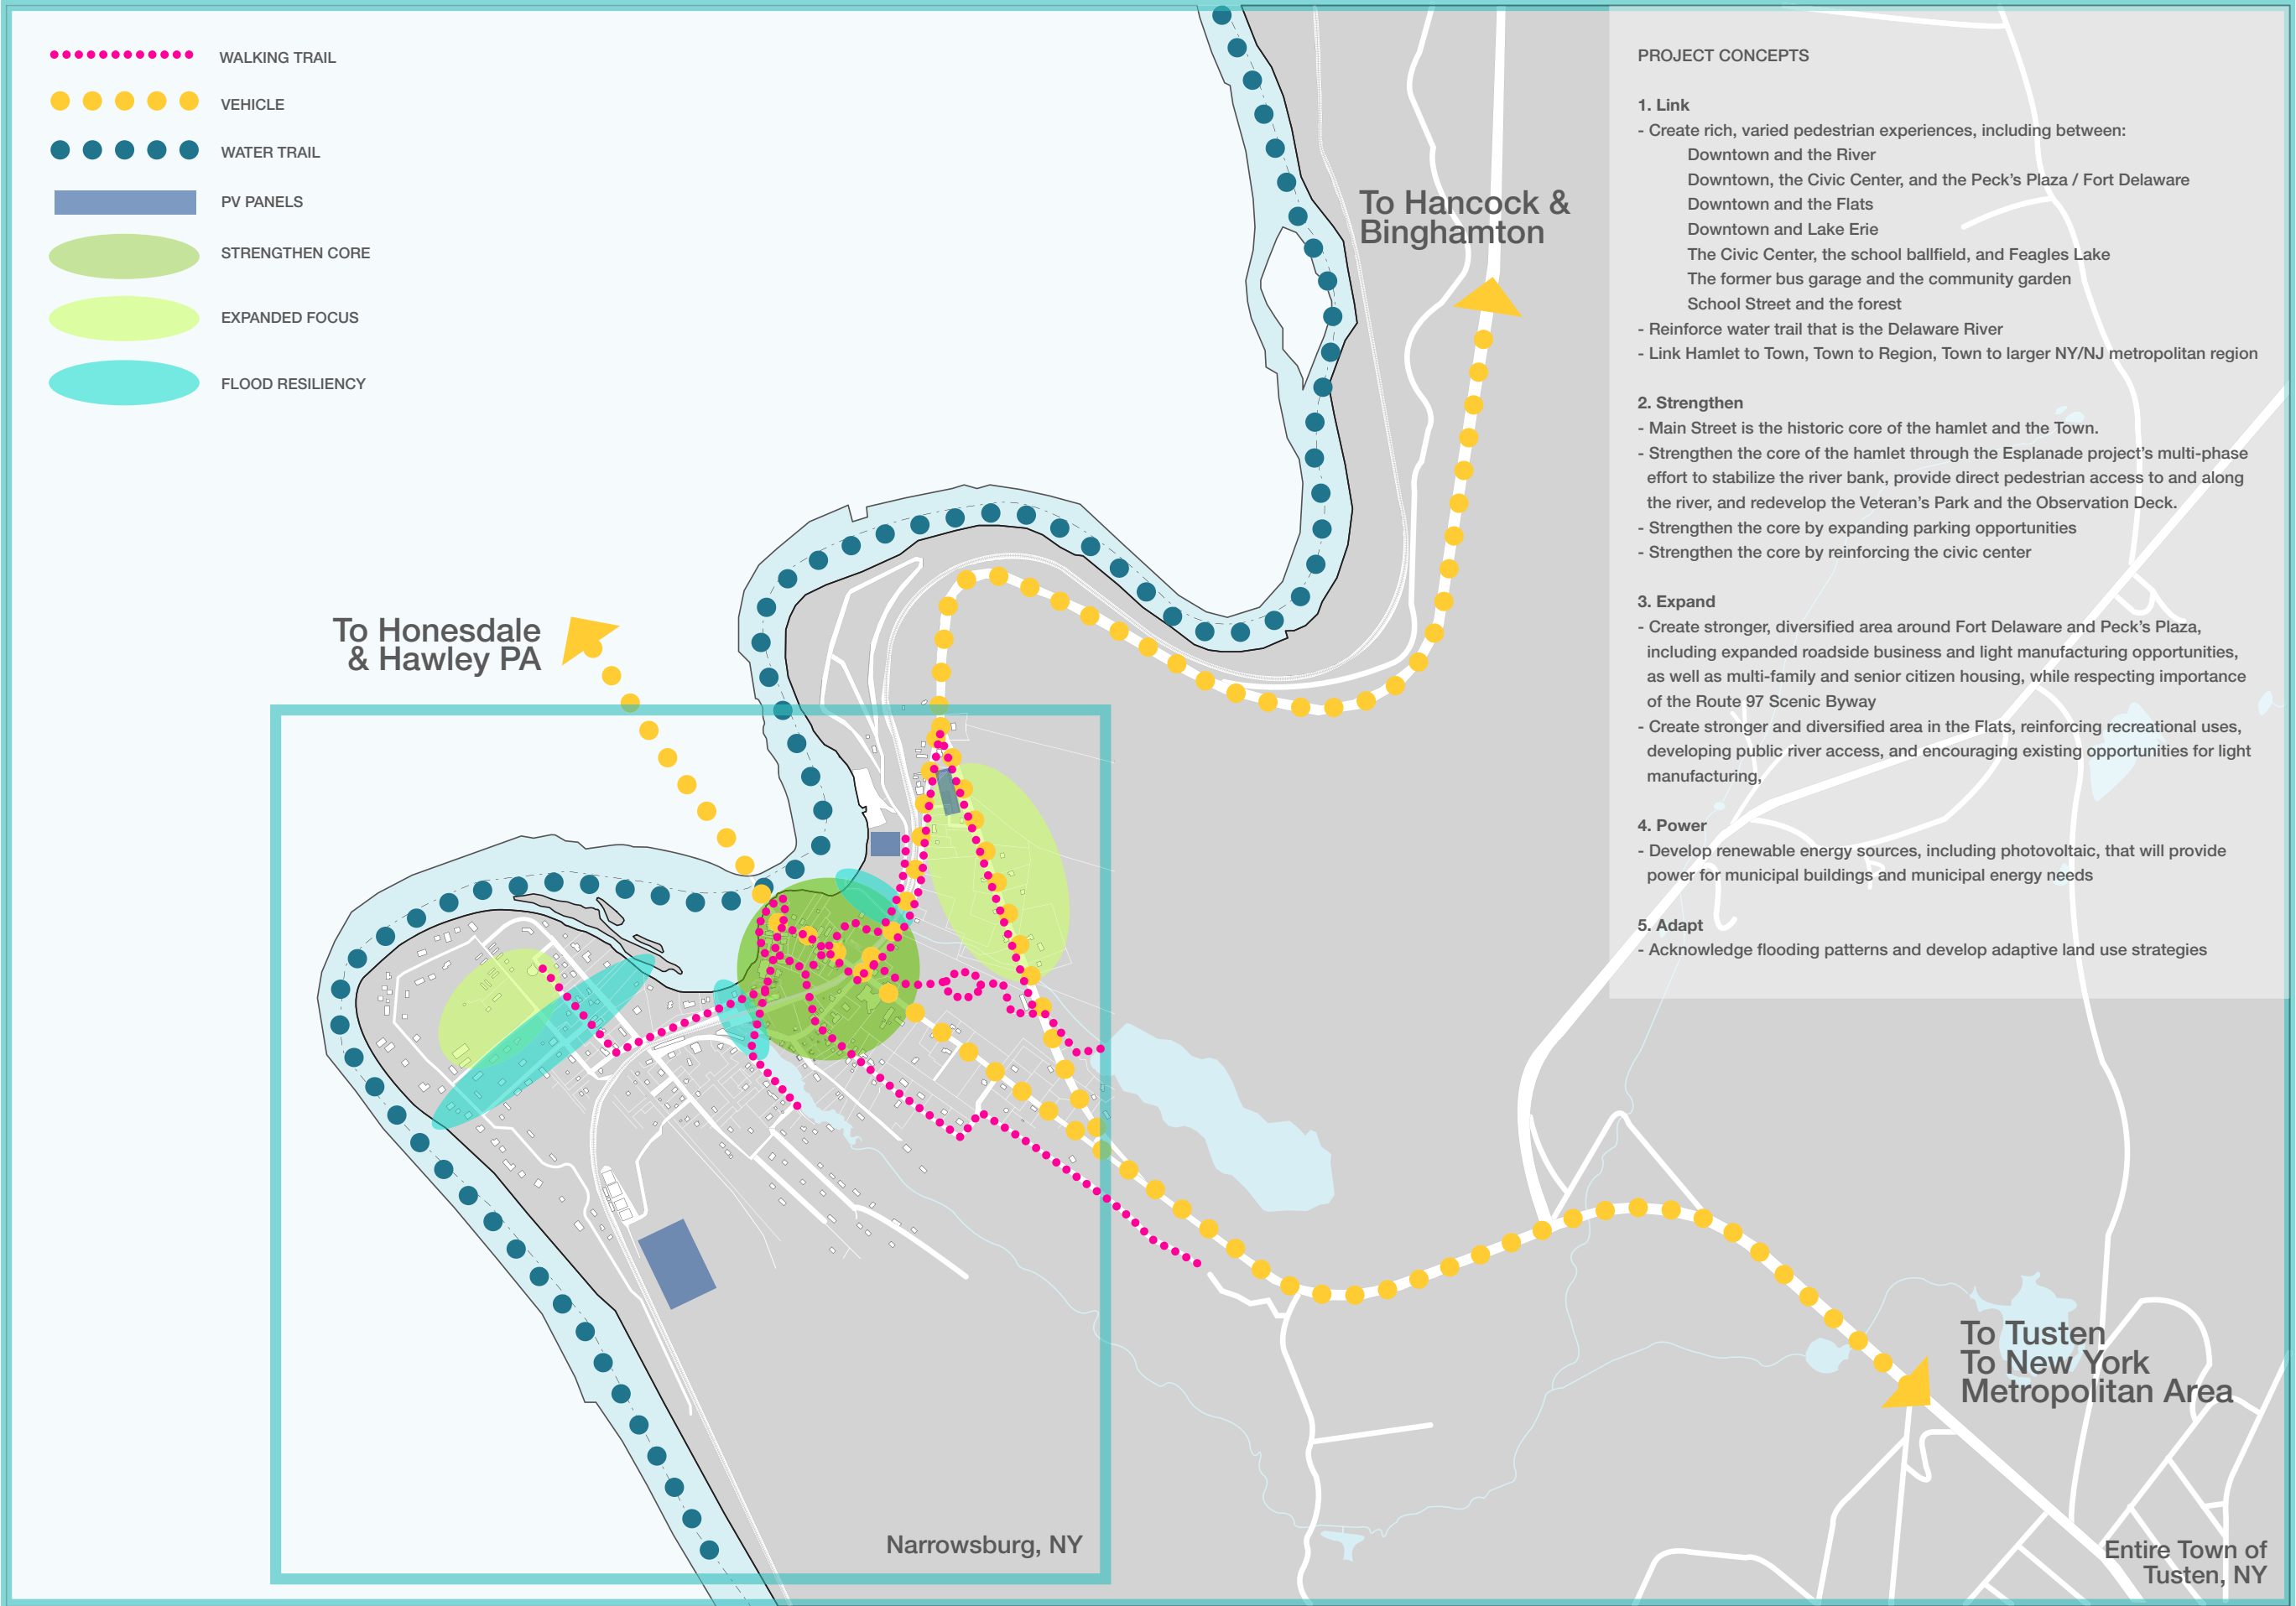 WALKING TRAIL
VEHICLE
WATER TRAIL
PV PANELS
STRENGTHEN CORE
EXPANDED FOCUS
FLOOD RESILIENCY
To Hancock &
Binghamton
To Honesdale
& Hawley PA
To Tusten
To New York
Metropolitan Area
Narrowsburg, NY
Entire Town of
Tusten, NY
PROJECT CONCEPTS
1. Link
- Create rich, varied pedestrian experiences, including between:
Downtown and the River
Downtown, the Civic Center, and the Peck's Plaza / Fort Delaware
Downtown and the Flats
Downtown and Lake Erie
The Civic Center, the school ballfield, and Feagles Lake
The former bus garage and the community garden
School Street and the forest
- Reinforce water trail that is the Delaware River
- Link Hamlet to Town, Town to Region, Town to larger NY/NJ metropolitan region
2. Strengthen
- Main Street is the historic core of the hamlet and the Town.
- Strengthen the core of the hamlet through the Esplanade project's multi-phase
effort to stabilize the river bank, provide direct pedestrian access to and along
the river, and redevelop the Veteran's Park and the Observation Deck.
- Strengthen the core by expanding parking opportunities
- Strengthen the core by reinforcing the civic center
3. Expand
- Create stronger, diversified area around Fort Delaware and Peck's Plaza,
including expanded roadside business and light manufacturing opportunities,
as well as multi-family and senior citizen housing, while respecting importance
of the Route 97 Scenic Byway
- Create stronger and diversified area in the Flats, reinforcing recreational uses,
developing public river access, and encouraging existing opportunities for light
manufacturing,
4. Power
- Develop renewable energy sources, including photovoltaic, that will provide
power for municipal buildings and municipal energy needs
5. Adapt
- Acknowledge flooding patterns and develop adaptive land use strategies